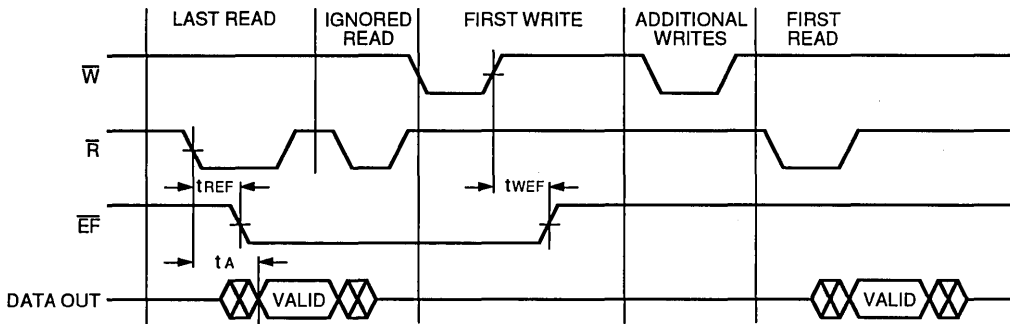 LAST READ
IGNORED
READ
FIRST WRITE
ADDITIONAL
WRITES
FIRST
READ
W̅
R̅
tREF
tWEF
E̅F̅
tA
DATA OUT
VALID
VALID